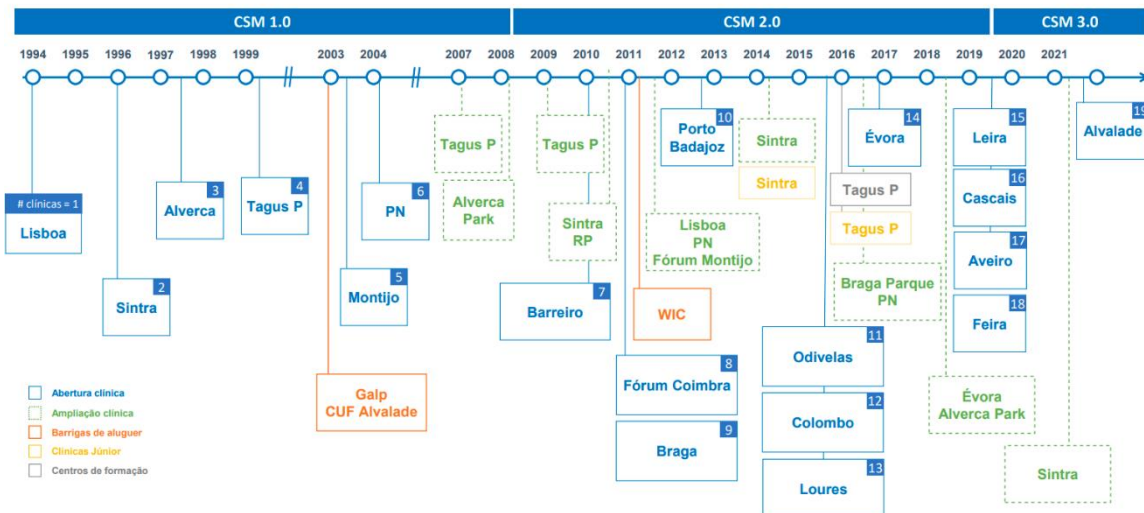 CSM 1.0 CSM 2.0 CSM 3.0
1994 1995 1996 1997 1998 1999 2003 2004 2007 2008 2009 2010 2011 2012 2013 2014 2015 2016 2017 2018 2019 2020 2021
# clínicas = 1
Lisboa
2
Sintra
3
Alverca
4
Tagus P
5
Montijo
6
PN
Galp
CUF Alvalade
Tagus P
Alverca
Park
Tagus P
Sintra
RP
7
Barreiro
8
Fórum Coimbra
9
Braga
WIC
Lisboa
PN
Fórum Montijo
10
Porto
Badajoz
Sintra
Sintra
11
Odivelas
12
Colombo
13
Loures
Tagus P
Tagus P
Braga Parque
PN
14
Évora
Évora
Alverca Park
15
Leira
16
Cascais
17
Aveiro
18
Feira
Sintra
19
Alvalade
Abertura clínica
Ampliação clínica
Barrigas de aluguer
Clínicas Júnior
Centros de formação